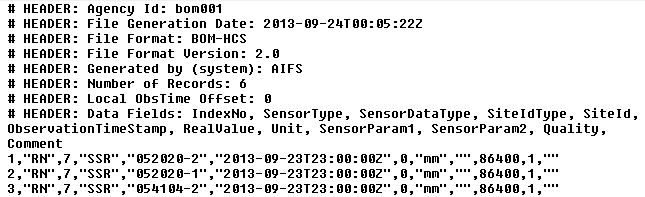 # HEADER: Agency Id: bom001
# HEADER: File Generation Date: 2013-09-24T00:05:22Z
# HEADER: File Format: BOM-HCS
# HEADER: File Format Version: 2.0
# HEADER: Generated by (system): AIFS
# HEADER: Number of Records: 6
# HEADER: Local ObsTime Offset: 0
# HEADER: Data Fields: IndexNo, SensorType, SensorDataType, SiteIdType, SiteId,
ObservationTimeStamp, RealValue, Unit, SensorParam1, SensorParam2, Quality,
Comment
1,"RN",7,"SSR","052020-2","2013-09-23T23:00:00Z",0,"mm","",86400,1,""
2,"RN",7,"SSR","052020-1","2013-09-23T23:00:00Z",0,"mm","",86400,1,""
3,"RN",7,"SSR","054104-2","2013-09-23T23:00:00Z",0,"mm","",86400,1,""